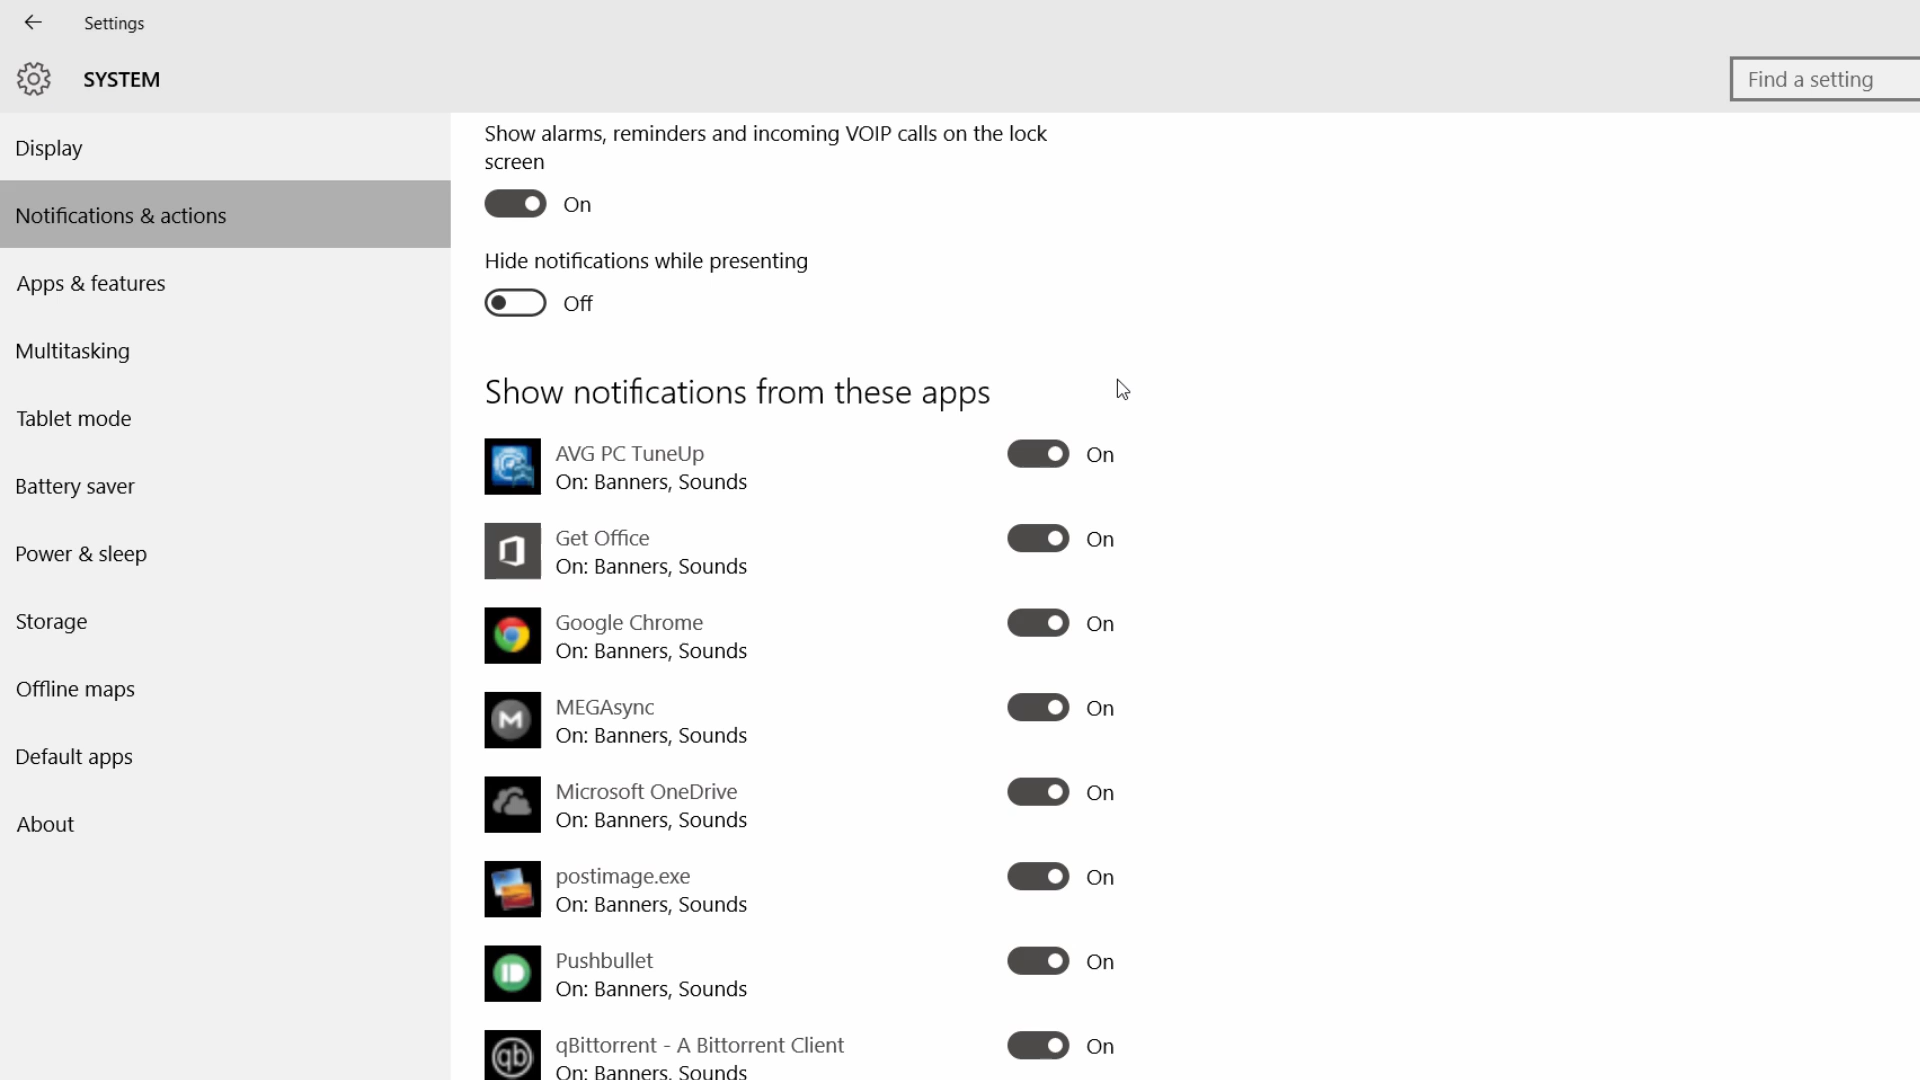 Settings
SYSTEM
Find a setting
Display
Notifications & actions
Apps & features
Multitasking
Tablet mode
Battery saver
Power & sleep
Storage
Offline maps
Default apps
About
Show alarms, reminders and incoming VOIP calls on the lock
screen
On
Hide notifications while presenting
Off
Show notifications from these apps
AVG PC TuneUp
On: Banners, Sounds
On
Get Office
On: Banners, Sounds
On
Google Chrome
On: Banners, Sounds
On
MEGAsync
On: Banners, Sounds
On
Microsoft OneDrive
On: Banners, Sounds
On
postimage.exe
On: Banners, Sounds
On
Pushbullet
On: Banners, Sounds
On
qb
qBittorrent - A Bittorrent Client
On: Banners, Sounds
On